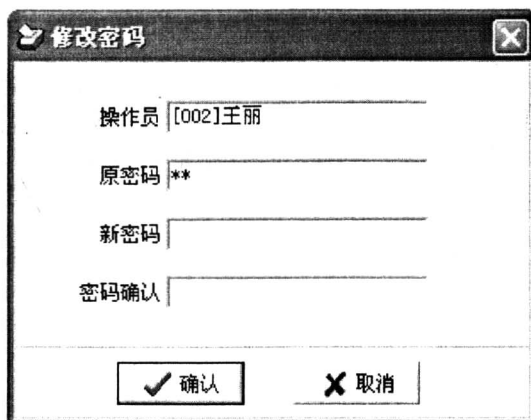 修改密码
操作员 [002]王丽
原密码 **
新密码
密码确认
确认 取消